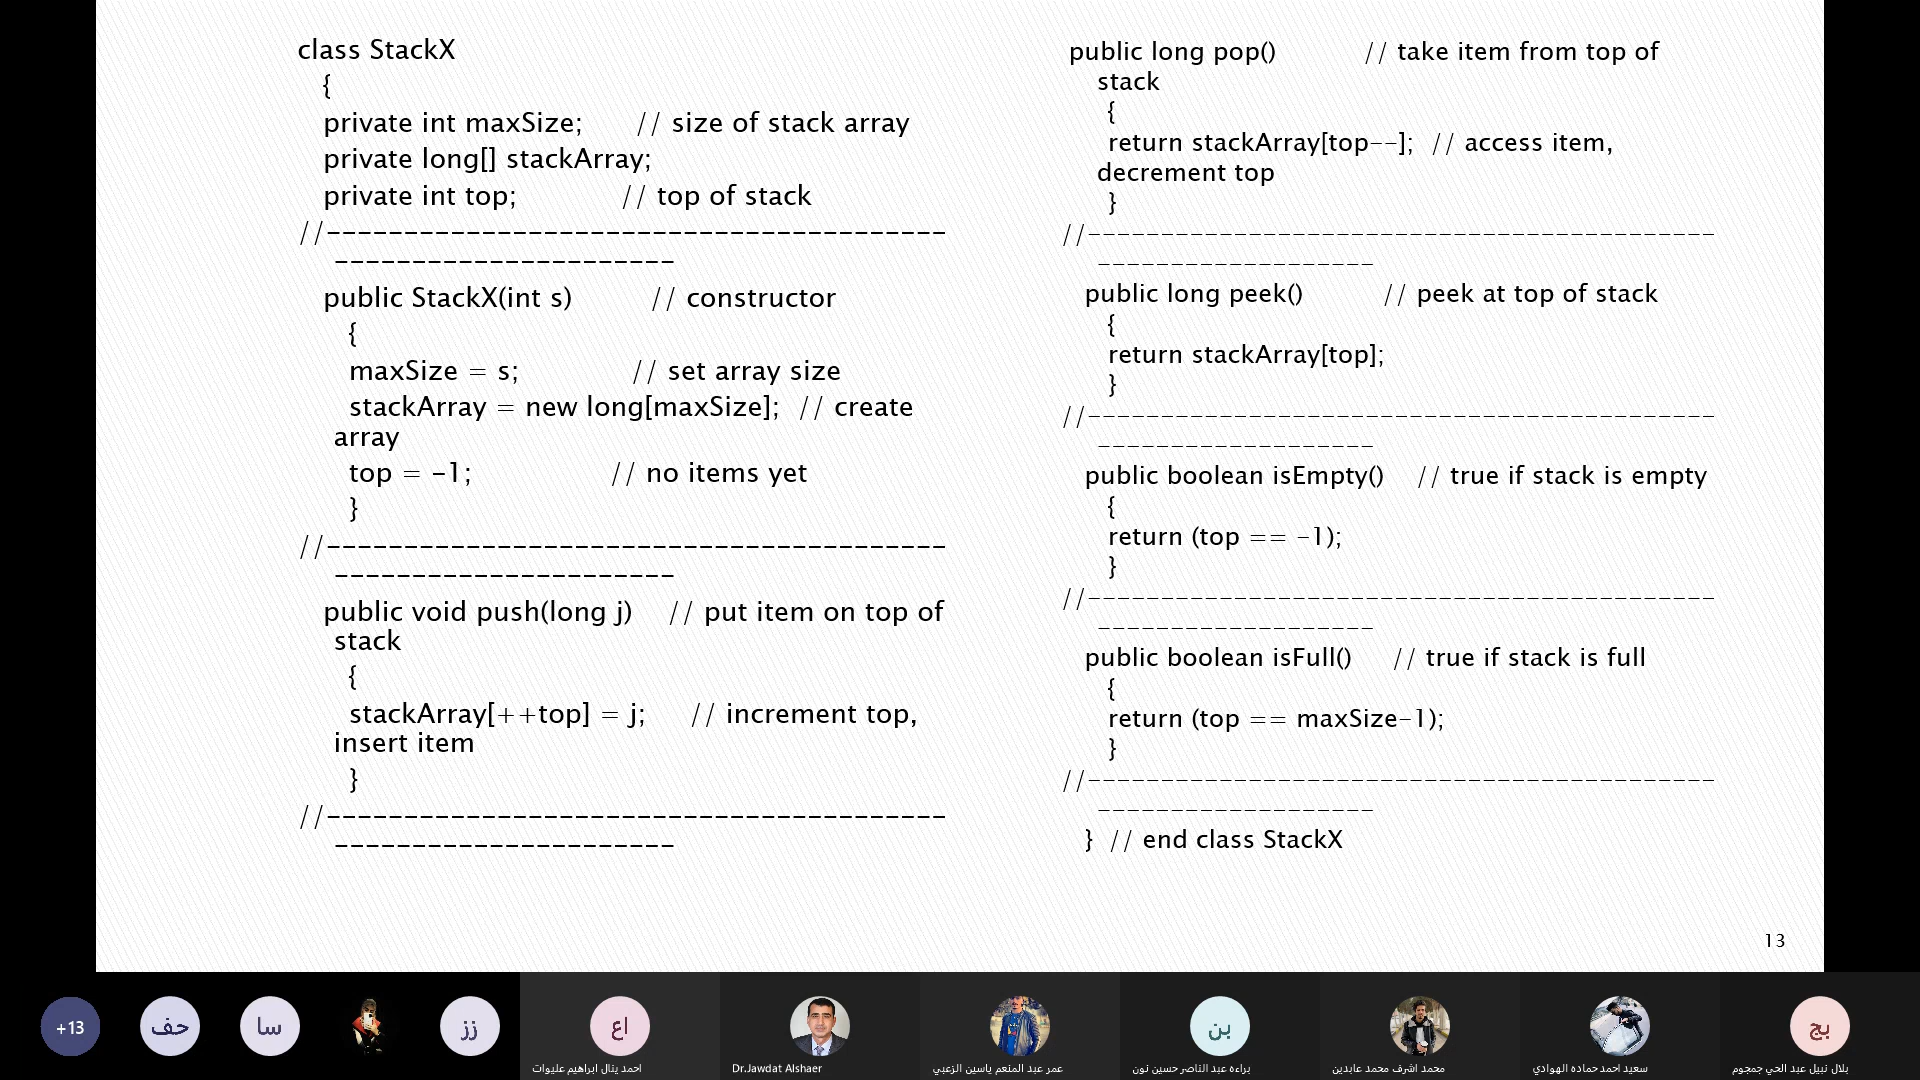 class StackX
{
private int maxSize; // size of stack array
private long[] stackArray;
private int top; // top of stack
//----------------------------------------
----------------------
public StackX(int s) // constructor
{
maxSize = s; // set array size
stackArray = new long[maxSize]; // create
array
top = -1; // no items yet
}
//----------------------------------------
----------------------
public void push(long j) // put item on top of
stack
{
stackArray[++top] = j; // increment top,
insert item
}
//----------------------------------------
----------------------
public long pop() // take item from top of
stack
{
return stackArray[top--]; // access item,
decrement top
}
//-------------------------------------------
-------------------
public long peek() // peek at top of stack
{
return stackArray[top];
}
//-------------------------------------------
-------------------
public boolean isEmpty() // true if stack is empty
{
return (top == -1);
}
//-------------------------------------------
-------------------
public boolean isFull() // true if stack is full
{
return (top == maxSize-1);
}
//-------------------------------------------
-------------------
} // end class StackX
13
+13
حف
سا
زز
اع
بن
بج
احمد ينال ابراهيم عليوات
Dr.Jawdat Alshaer
عمر عبد المنعم ياسين الزعبي
براءه عبد الناصر حسين نون
محمد اشرف محمد عابدين
سعيد احمد حماده الهوادي
بلال نبيل عبد الحي جمجوم